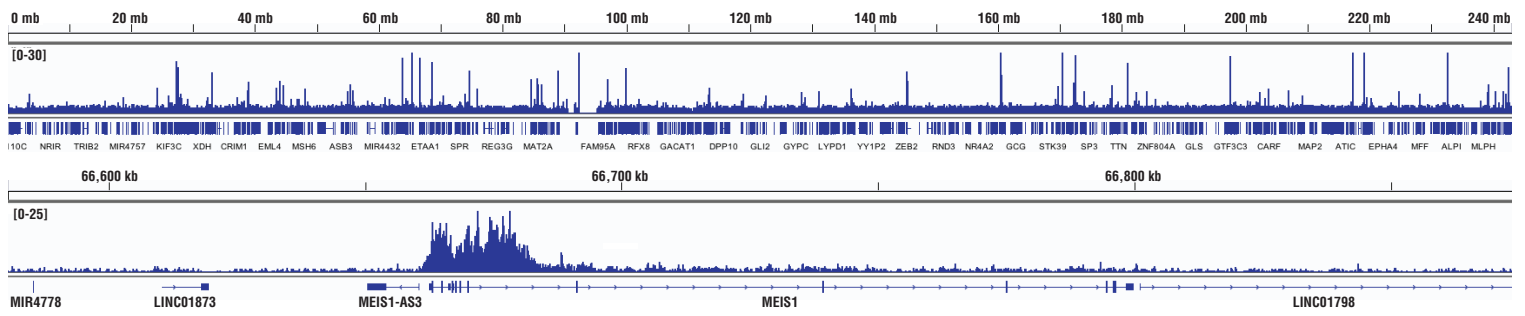 0 mb 20 mb 40 mb 60 mb 80 mb 100 mb 120 mb 140 mb 160 mb 180 mb 200 mb 220 mb 240 mb
[0-30]
110C NRIR TRIB2 MIR4757 KIF3C XDH CRIM1 EML4 MSH6 ASB3 MIR4432 ETAA1 SPR REG3G MAT2A FAM95A RFX8 GACAT1 DPP10 GLI2 GYPC LYPD1 YY1P2 ZEB2 RND3 NR4A2 GCG STK39 SP3 TTN ZNF804A GLS GTF3C3 CARF MAP2 ATIC EPHA4 MFF ALPI MLPH
66,600 kb 66,700 kb 66,800 kb
[0-25]
MIR4778 LINC01873 MEIS1-AS3 MEIS1 LINC01798